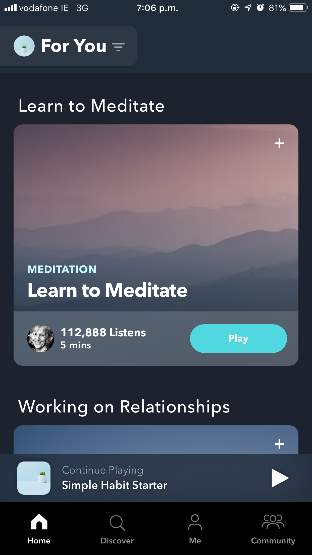 vodafone IE 3G 7:06 p.m. 81%
For You
Learn to Meditate
MEDITATION
Learn to Meditate
112,888 Listens
5 mins
Play
Working on Relationships
Continue Playing
Simple Habit Starter
Home Discover Me Community